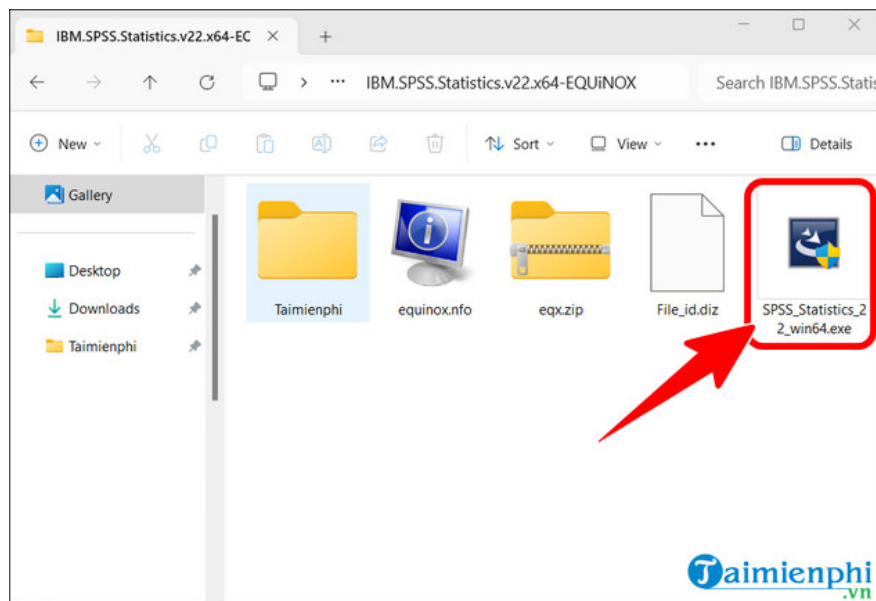 IBM.SPSS.Statistics.v22.x64-EC
IBM.SPSS.Statistics.v22.x64-EQUiNOX
Search IBM.SPSS.Statis
New
Sort
View
Details
Gallery
Desktop
Downloads
Taimienphi
Taimienphi
equinox.nfo
eqx.zip
File_id.diz
SPSS_Statistics_2
2_win64.exe
Taimienphi
.vn